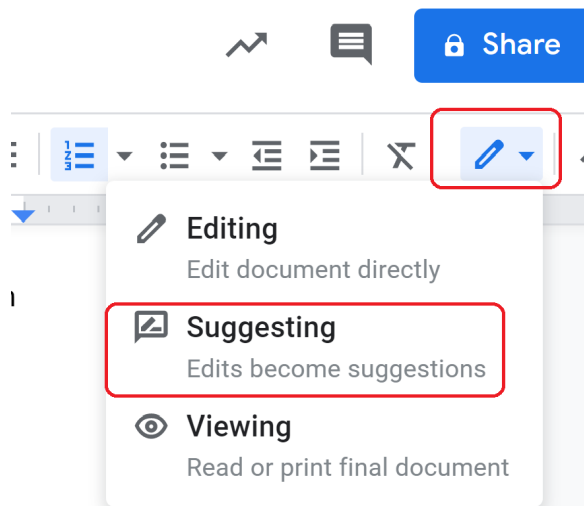 Share
Editing
Edit document directly
Suggesting
Edits become suggestions
Viewing
Read or print final document